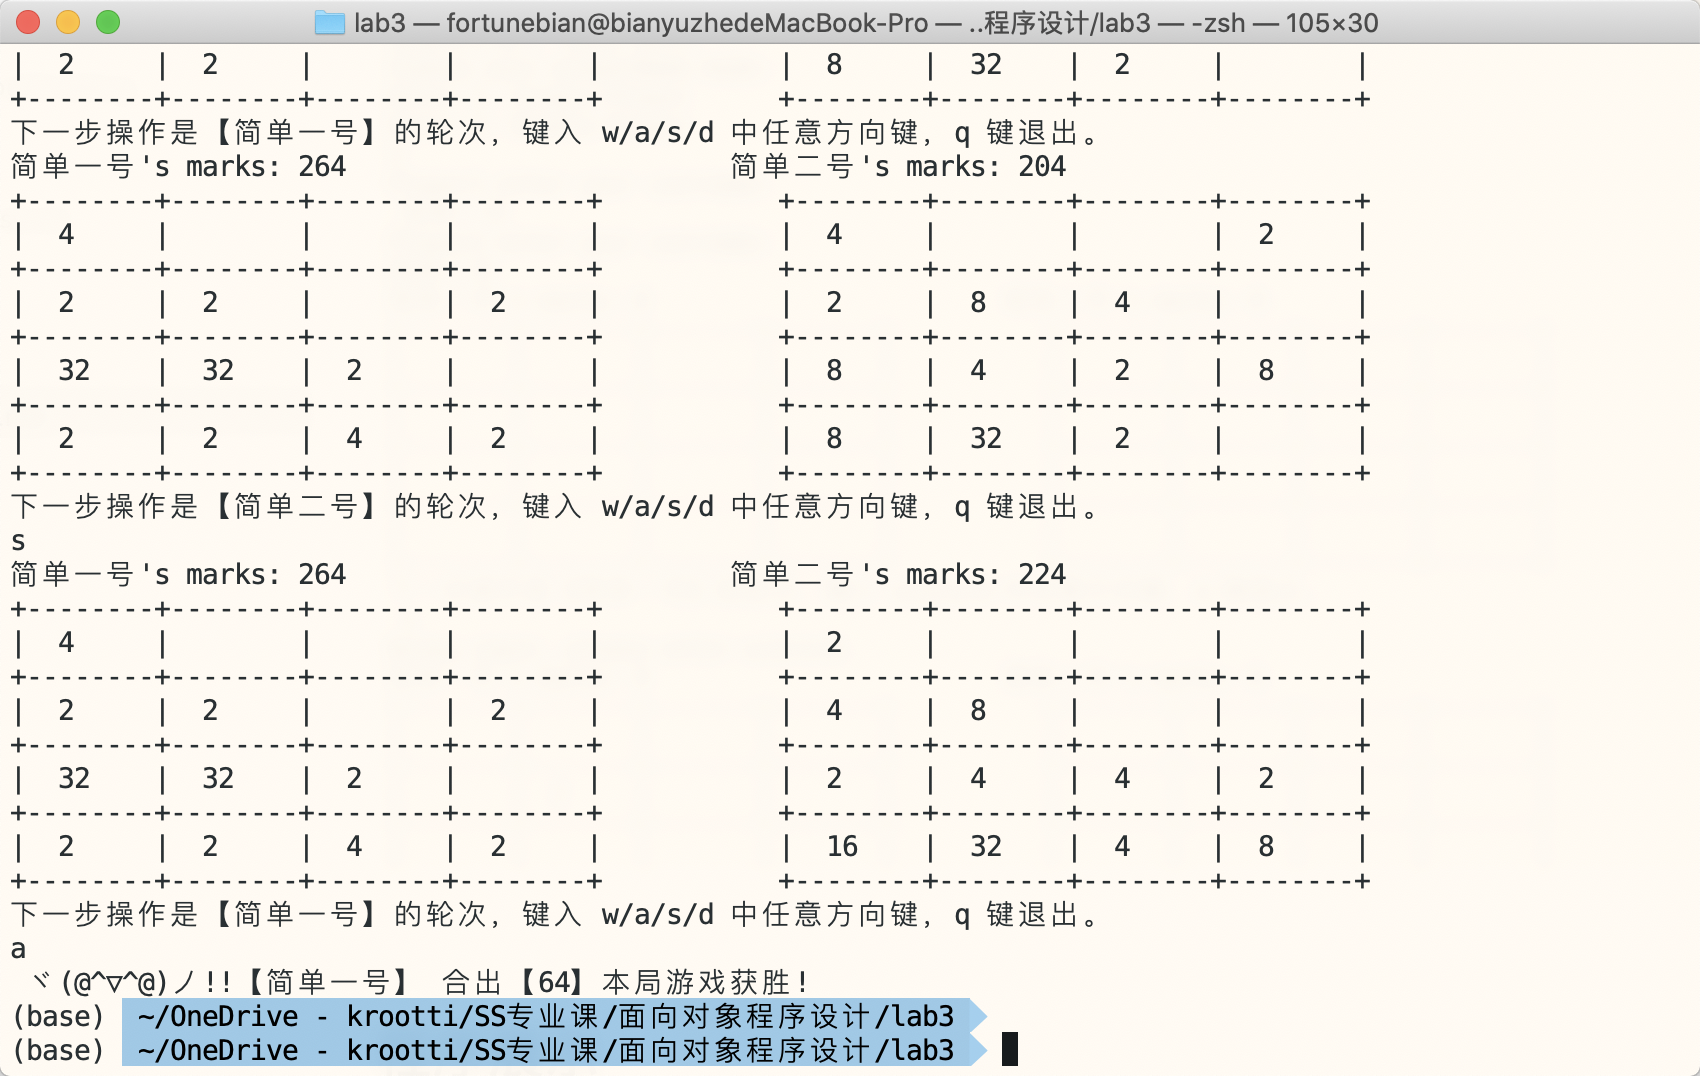 lab3 — fortunebian@bianyuzhedeMacBook-Pro — ..程序设计/lab3 — -zsh — 105×30
|  2     |  2     |        |        |          |  8     |  32    |  2     |        |
+--------+--------+--------+--------+          +--------+--------+--------+--------+
下一步操作是【简单一号】的轮次，键入 w/a/s/d 中任意方向键，q 键退出。
简单一号's marks: 264                        简单二号's marks: 204
+--------+--------+--------+--------+          +--------+--------+--------+--------+
|  4     |        |        |        |          |  4     |        |        |  2     |
+--------+--------+--------+--------+          +--------+--------+--------+--------+
|  2     |  2     |        |  2     |          |  2     |  8     |  4     |        |
+--------+--------+--------+--------+          +--------+--------+--------+--------+
|  32    |  32    |  2     |        |          |  8     |  4     |  2     |  8     |
+--------+--------+--------+--------+          +--------+--------+--------+--------+
|  2     |  2     |  4     |  2     |          |  8     |  32    |  2     |        |
+--------+--------+--------+--------+          +--------+--------+--------+--------+
下一步操作是【简单二号】的轮次，键入 w/a/s/d 中任意方向键，q 键退出。
s
简单一号's marks: 264                        简单二号's marks: 224
+--------+--------+--------+--------+          +--------+--------+--------+--------+
|  4     |        |        |        |          |  2     |        |        |        |
+--------+--------+--------+--------+          +--------+--------+--------+--------+
|  2     |  2     |        |  2     |          |  4     |  8     |        |        |
+--------+--------+--------+--------+          +--------+--------+--------+--------+
|  32    |  32    |  2     |        |          |  2     |  4     |  4     |  2     |
+--------+--------+--------+--------+          +--------+--------+--------+--------+
|  2     |  2     |  4     |  2     |          |  16    |  32    |  4     |  8     |
+--------+--------+--------+--------+          +--------+--------+--------+--------+
下一步操作是【简单一号】的轮次，键入 w/a/s/d 中任意方向键，q 键退出。
a
ヾ(@^▽^@)ノ!!【简单一号】 合出【64】本局游戏获胜!
(base) ~/OneDrive - krootti/SS专业课/面向对象程序设计/lab3
(base) ~/OneDrive - krootti/SS专业课/面向对象程序设计/lab3